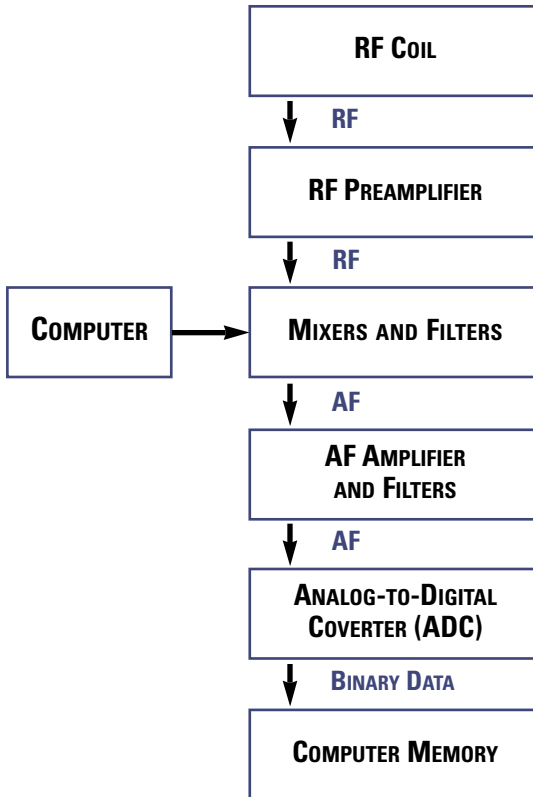 RF COIL
RF
RF PREAMPLIFIER
RF
COMPUTER
MIXERS AND FILTERS
AF
AF AMPLIFIER
AND FILTERS
AF
ANALOG-TO-DIGITAL
COVERTER (ADC)
BINARY DATA
COMPUTER MEMORY